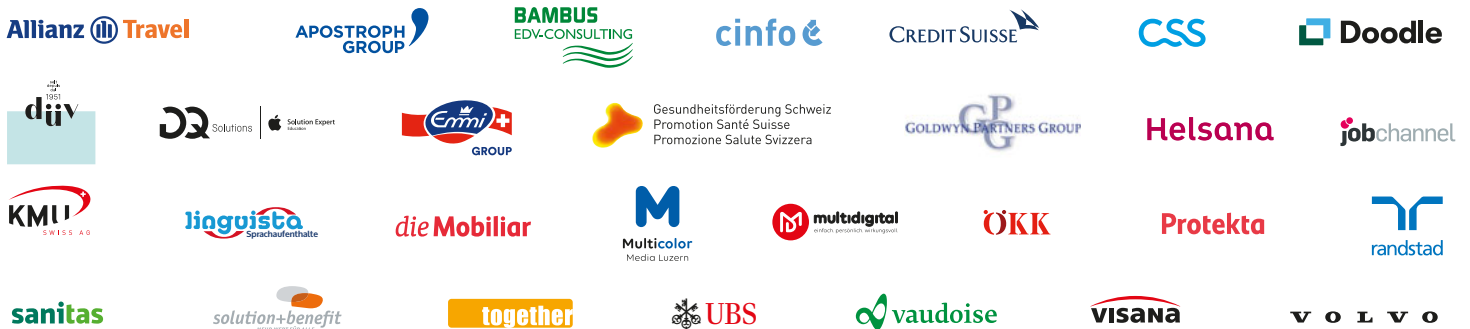 Allianz Travel
APOSTROPH
GROUP
BAMBUS
EDV-CONSULTING
cinfo
CREDIT SUISSE
CSS
Doodle
1951
düv
DQ Solutions
Solution Expert
Education
Emmi
GROUP
Gesundheitsförderung Schweiz
Promotion Santé Suisse
Promozione Salute Svizzera
GPG
GOLDWYN PARTNERS GROUP
Helsana
jobchannel
KMU
SWISS AG
linguista
Sprachaufenthalte
die Mobiliar
M
Multicolor
Media Luzern
multidigital
einfach. persönlich. wirkungsvoll.
ÖKK
Protekta
randstad
sanitas
solution+benefit
together
UBS
vaudoise
visana
VOLVO